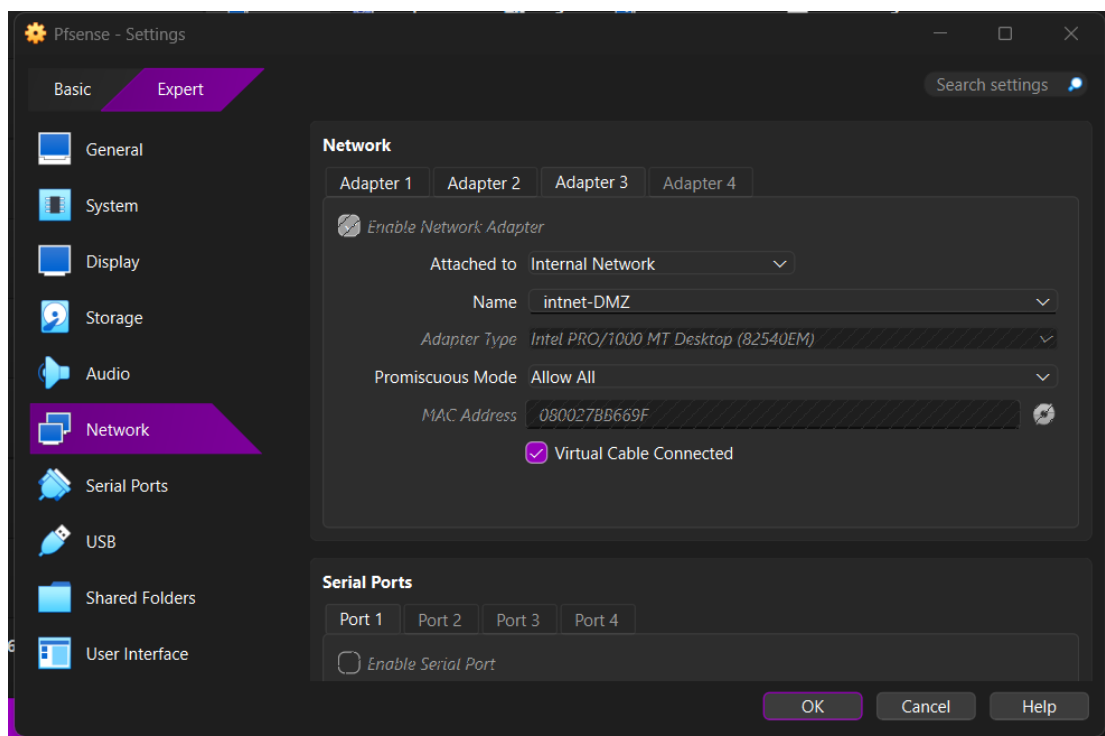 Pfsense - Settings
Basic Expert Search settings
General
System
Display
Storage
Audio
Network
Serial Ports
USB
Shared Folders
User Interface
Network
Adapter 1 Adapter 2 Adapter 3 Adapter 4
Enable Network Adapter
Attached to Internal Network
Name intnet-DMZ
Adapter Type Intel PRO/1000 MT Desktop (82540EM)
Promiscuous Mode Allow All
MAC Address 080027BB669F
Virtual Cable Connected
Serial Ports
Port 1 Port 2 Port 3 Port 4
Enable Serial Port
OK Cancel Help